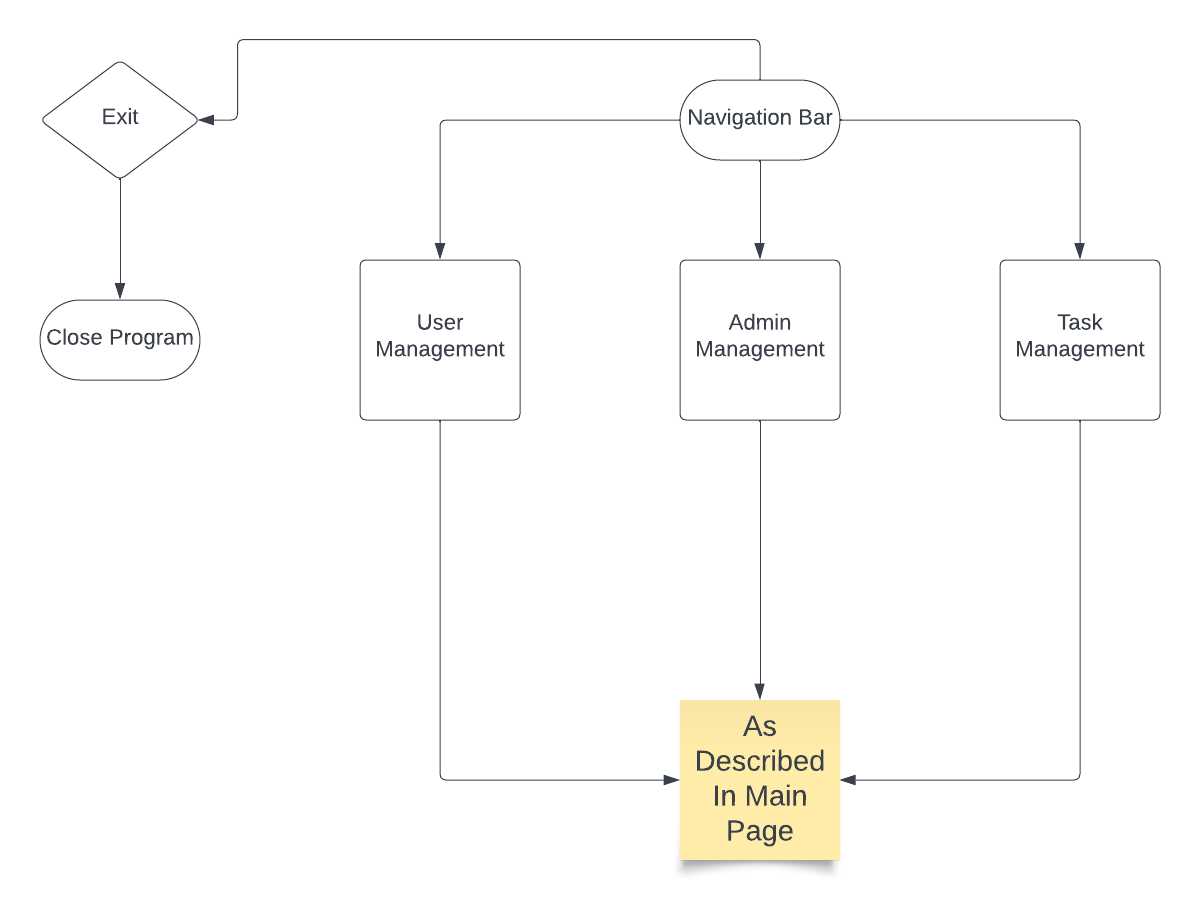 Exit
Navigation Bar
Close Program
User
Management
Admin
Management
Task
Management
As
Described
In Main
Page